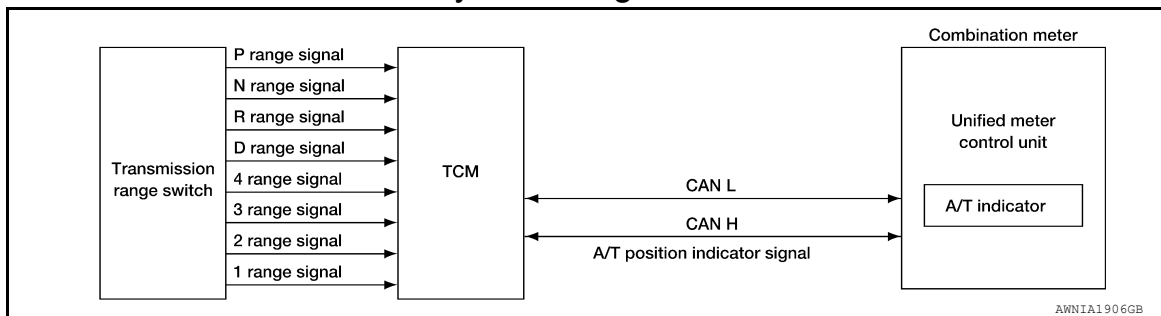 Combination meter
P range signal
N range signal
R range signal
D range signal
4 range signal
3 range signal
2 range signal
1 range signal
Transmission
range switch
TCM
CAN L
CAN H
A/T position indicator signal
Unified meter
control unit
A/T indicator
AWNIA1906GB